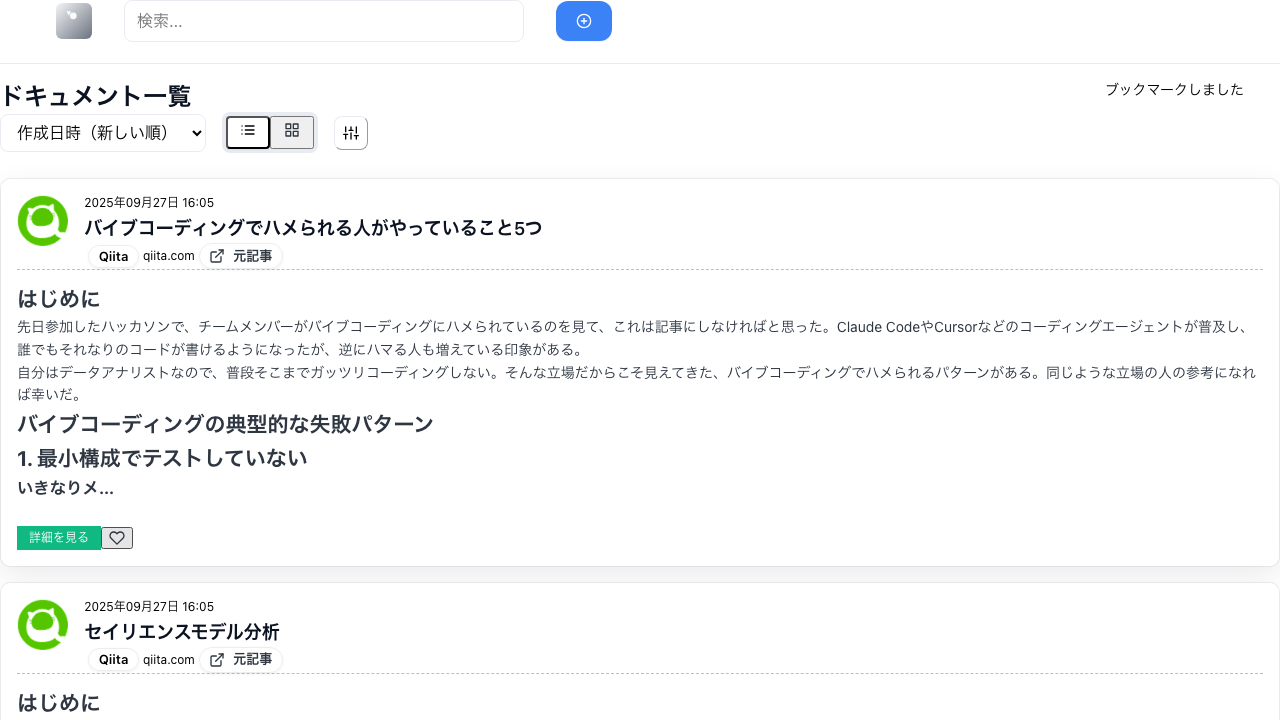 検索...
ドキュメント一覧
ブックマークしました
作成日時（新しい順）
2025年09月27日 16:05
バイブコーディングでハメられる人がやっていること5つ
Qiita qiita.com 元記事
はじめに
先日参加したハッカソンで、チームメンバーがバイブコーディングにハメられているのを見て、これは記事にしなければと思った。Claude CodeやCursorなどのコーディングエージェントが普及し、
誰でもそれなりのコードが書けるようになったが、逆にハマる人も増えている印象がある。
自分はデータアナリストなので、普段そこまでガッツリコーディングしない。そんな立場だからこそ見えてきた、バイブコーディングでハメられるパターンがある。同じような立場の人の参考になれ
ば幸いだ。
バイブコーディングの典型的な失敗パターン
1. 最小構成でテストしていない
いきなりメ...
詳細を見る
2025年09月27日 16:05
セイリエンスモデル分析
Qiita qiita.com 元記事
はじめに